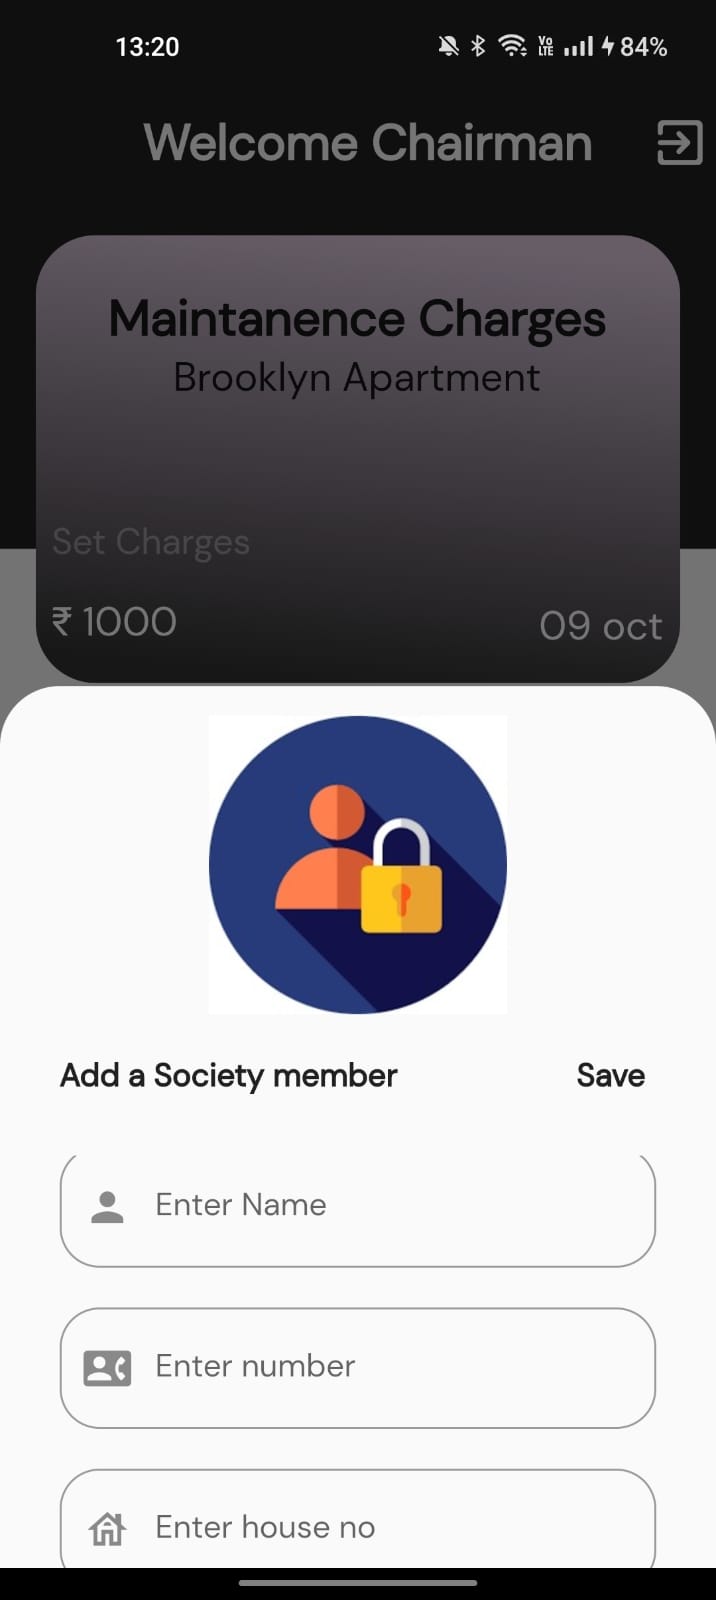 13:20 Vo LTE 84%
Welcome Chairman
Maintanence Charges
Brooklyn Apartment
Set Charges
₹ 1000 09 oct
Add a Society member Save
Enter Name
Enter number
Enter house no